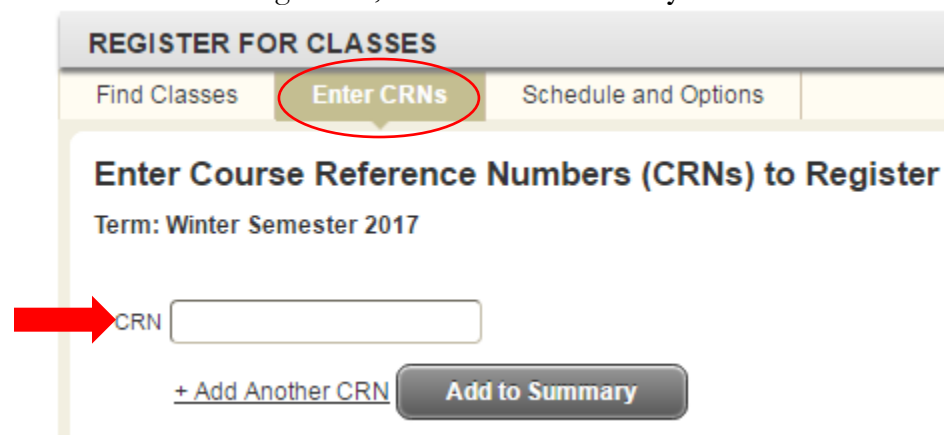 REGISTER FOR CLASSES
Find Classes Enter CRNs Schedule and Options
Enter Course Reference Numbers (CRNs) to Register
Term: Winter Semester 2017
CRN
+ Add Another CRN Add to Summary